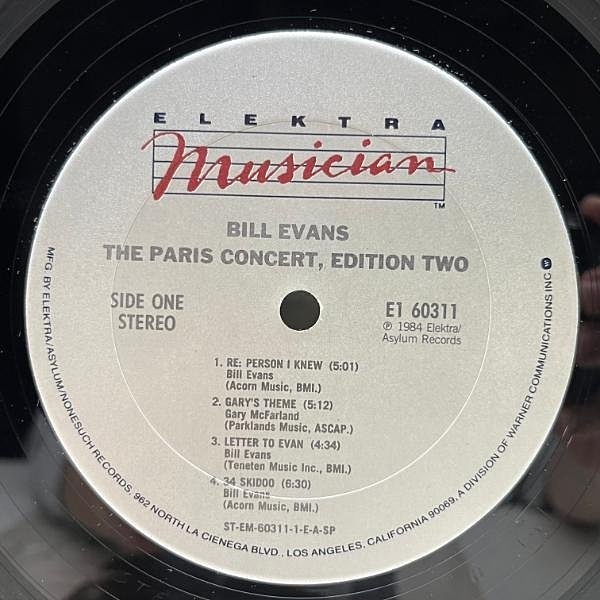 ELEKTRA
Musician
TM
BILL EVANS
THE PARIS CONCERT, EDITION TWO
SIDE ONE
STEREO
E1 60311
℗ 1984 Elektra/
Asylum Records
1. RE: PERSON I KNEW (5:01)
Bill Evans
(Acorn Music, BMI.)
2. GARY'S THEME (5:12)
Gary McFarland
(Parklands Music, ASCAP.)
3. LETTER TO EVAN (4:34)
Bill Evans
(Teneten Music Inc., BMI.)
4. 34 SKIDOO (6:30)
Bill Evans
(Acorn Music, BMI.)
ST-EM-60311-1-E-A-SP
MFG. BY ELEKTRA/ASYLUM/NONESUCH RECORDS, 962 NORTH LA CIENEGA BLVD., LOS ANGELES, CALIFORNIA 90069, A DIVISION OF WARNER COMMUNICATIONS INC